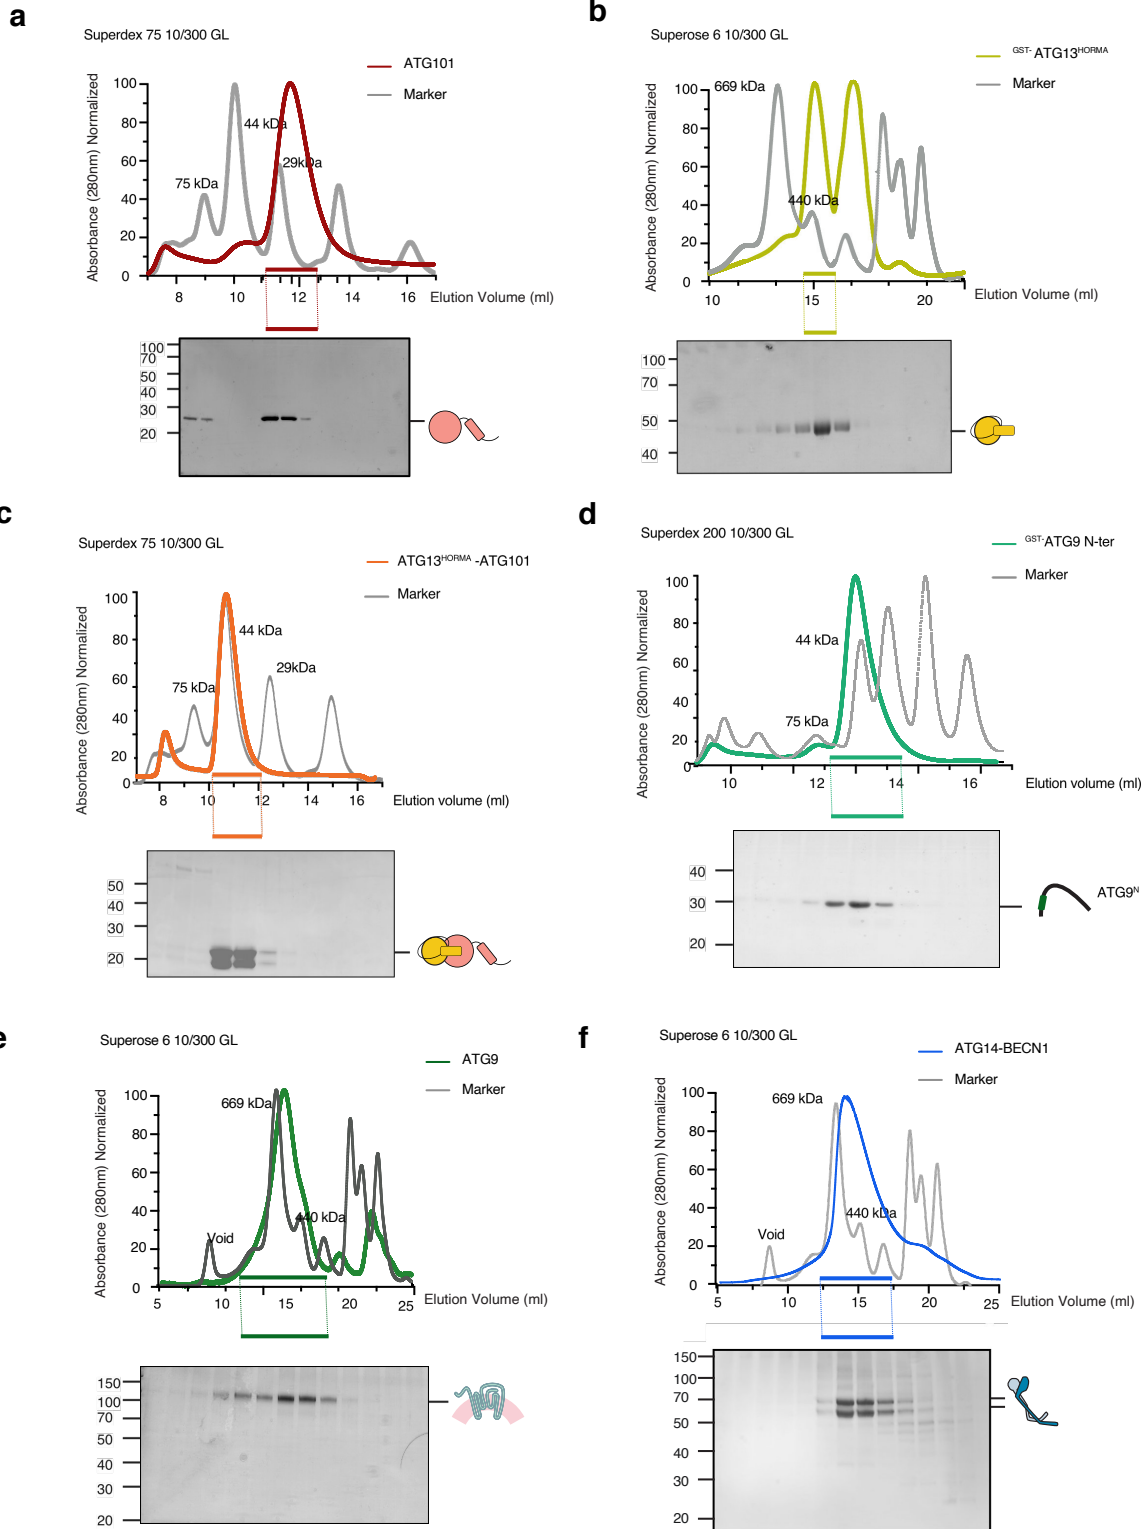 a
Superdex 75 10/300 GL
ATG101
Marker
Absorbance (280nm) Normalized
100
80
60
40
20
0
75 kDa
44 kDa
29kDa
8 10 12 14 16
Elution Volume (ml)
100
70
50
40
30
20
b
Superose 6 10/300 GL
GST- ATG13HORMA
Marker
Absorbance (280nm) Normalized
100
80
60
40
20
0
669 kDa
440 kDa
10 15 20
Elution Volume (ml)
100
70
50
40
c
Superdex 75 10/300 GL
ATG13HORMA -ATG101
Marker
Absorbance (280nm) Normalized
100
80
60
40
20
0
75 kDa
44 kDa
29kDa
8 10 12 14 16
Elution volume (ml)
50
40
30
20
d
Superdex 200 10/300 GL
GST-ATG9 N-ter
Marker
Absorbance (280nm) Normalized
100
80
60
40
20
0
44 kDa
75 kDa
10 12 14 16
Elution Volume (ml)
40
30
20
ATG9N
e
Superose 6 10/300 GL
ATG9
Marker
Absorbance (280nm) Normalized
100
80
60
40
20
0
669 kDa
440 kDa
Void
5 10 15 20 25
Elution Volume (ml)
150
100
70
50
40
30
20
f
Superose 6 10/300 GL
ATG14-BECN1
Marker
Absorbance (280nm) Normalized
100
80
60
40
20
0
669 kDa
440 kDa
Void
5 10 15 20 25
Elution Volume (ml)
150
100
70
50
40
30
20